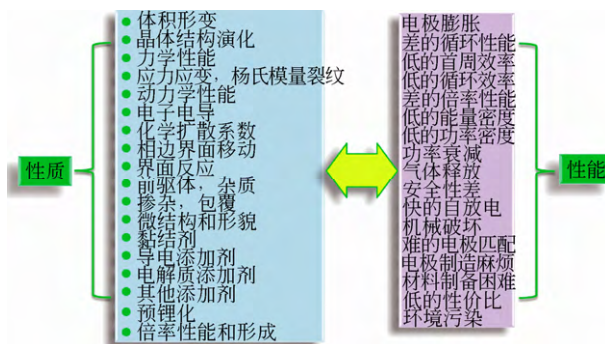 性质
体积形变
晶体结构演化
力学性能
应力应变，杨氏模量裂纹
动力学性能
电子电导
化学扩散系数
相边界面移动
界面反应
前驱体，杂质
掺杂，包覆
微结构和形貌
黏结剂
导电添加剂
电解质添加剂
其他添加剂
预锂化
倍率性能和形成
电极膨胀
差的循环性能
低的首周效率
低的循环效率
差的倍率性能
低的能量密度
低的功率密度
功率衰减
气体释放
安全性差
快的自放电
机械破坏
难的电极匹配
电极制造麻烦
材料制备困难
低的性价比
环境污染
性能